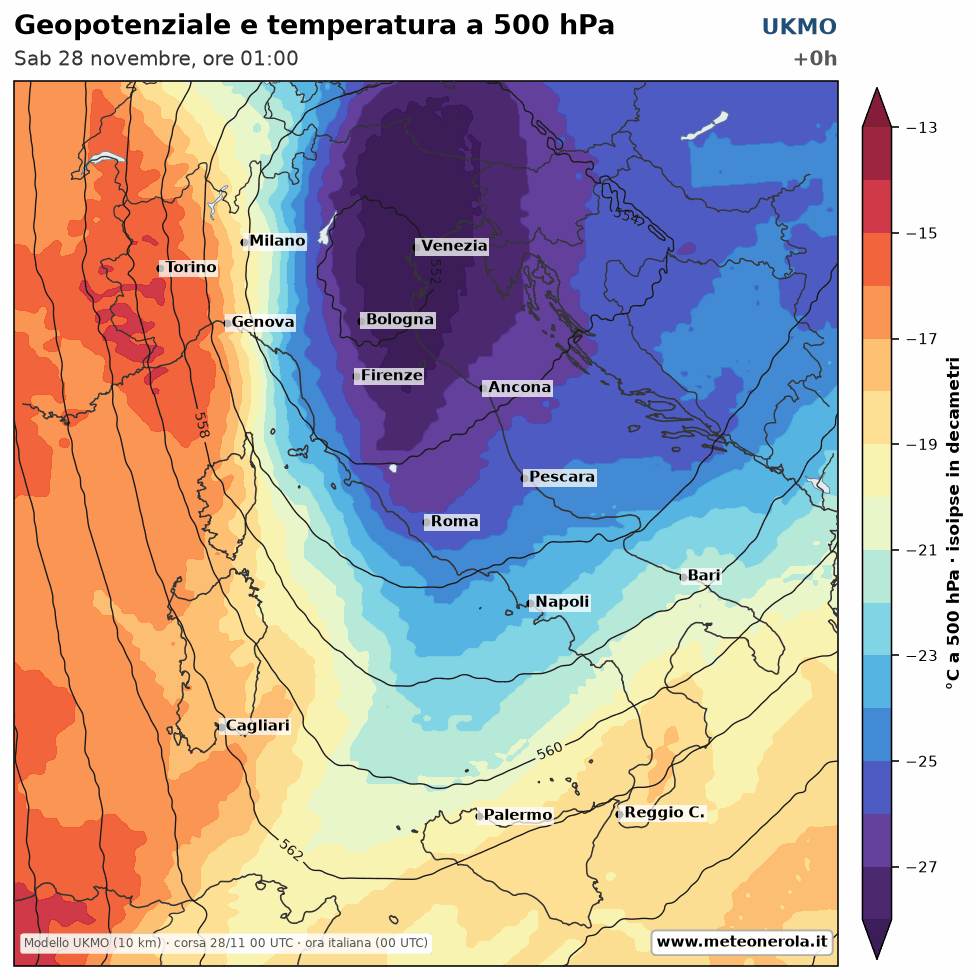 Geopotenziale e temperatura a 500 hPa
UKMO
Sab 28 novembre, ore 01:00
+0h
Milano
Torino
Venezia
Genova
Bologna
Firenze
Ancona
Pescara
Roma
Bari
Napoli
Cagliari
Palermo
Reggio C.
554
552
558
560
562
−13
−15
−17
−19
−21
−23
−25
−27
°C a 500 hPa · isoipse in decametri
Modello UKMO (10 km) · corsa 28/11 00 UTC · ora italiana (00 UTC)
www.meteonerola.it